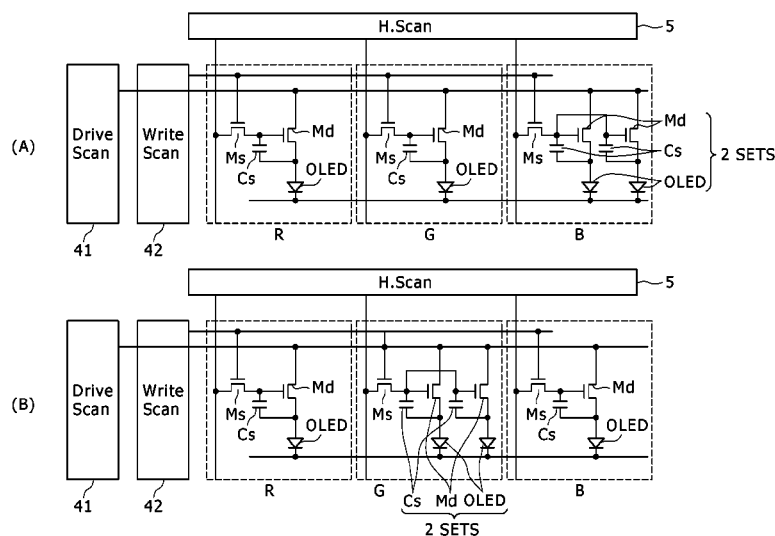 H.Scan
5
(A)
Drive
Scan
Write
Scan
Ms
Md
Cs
OLED
Ms
Md
Cs
OLED
Ms
Md
Cs
OLED
2 SETS
41
42
R
G
B
H.Scan
5
(B)
Drive
Scan
Write
Scan
Ms
Md
Cs
OLED
Ms
Ms
Md
Cs
OLED
41
42
R
G
Cs Md OLED
B
2 SETS